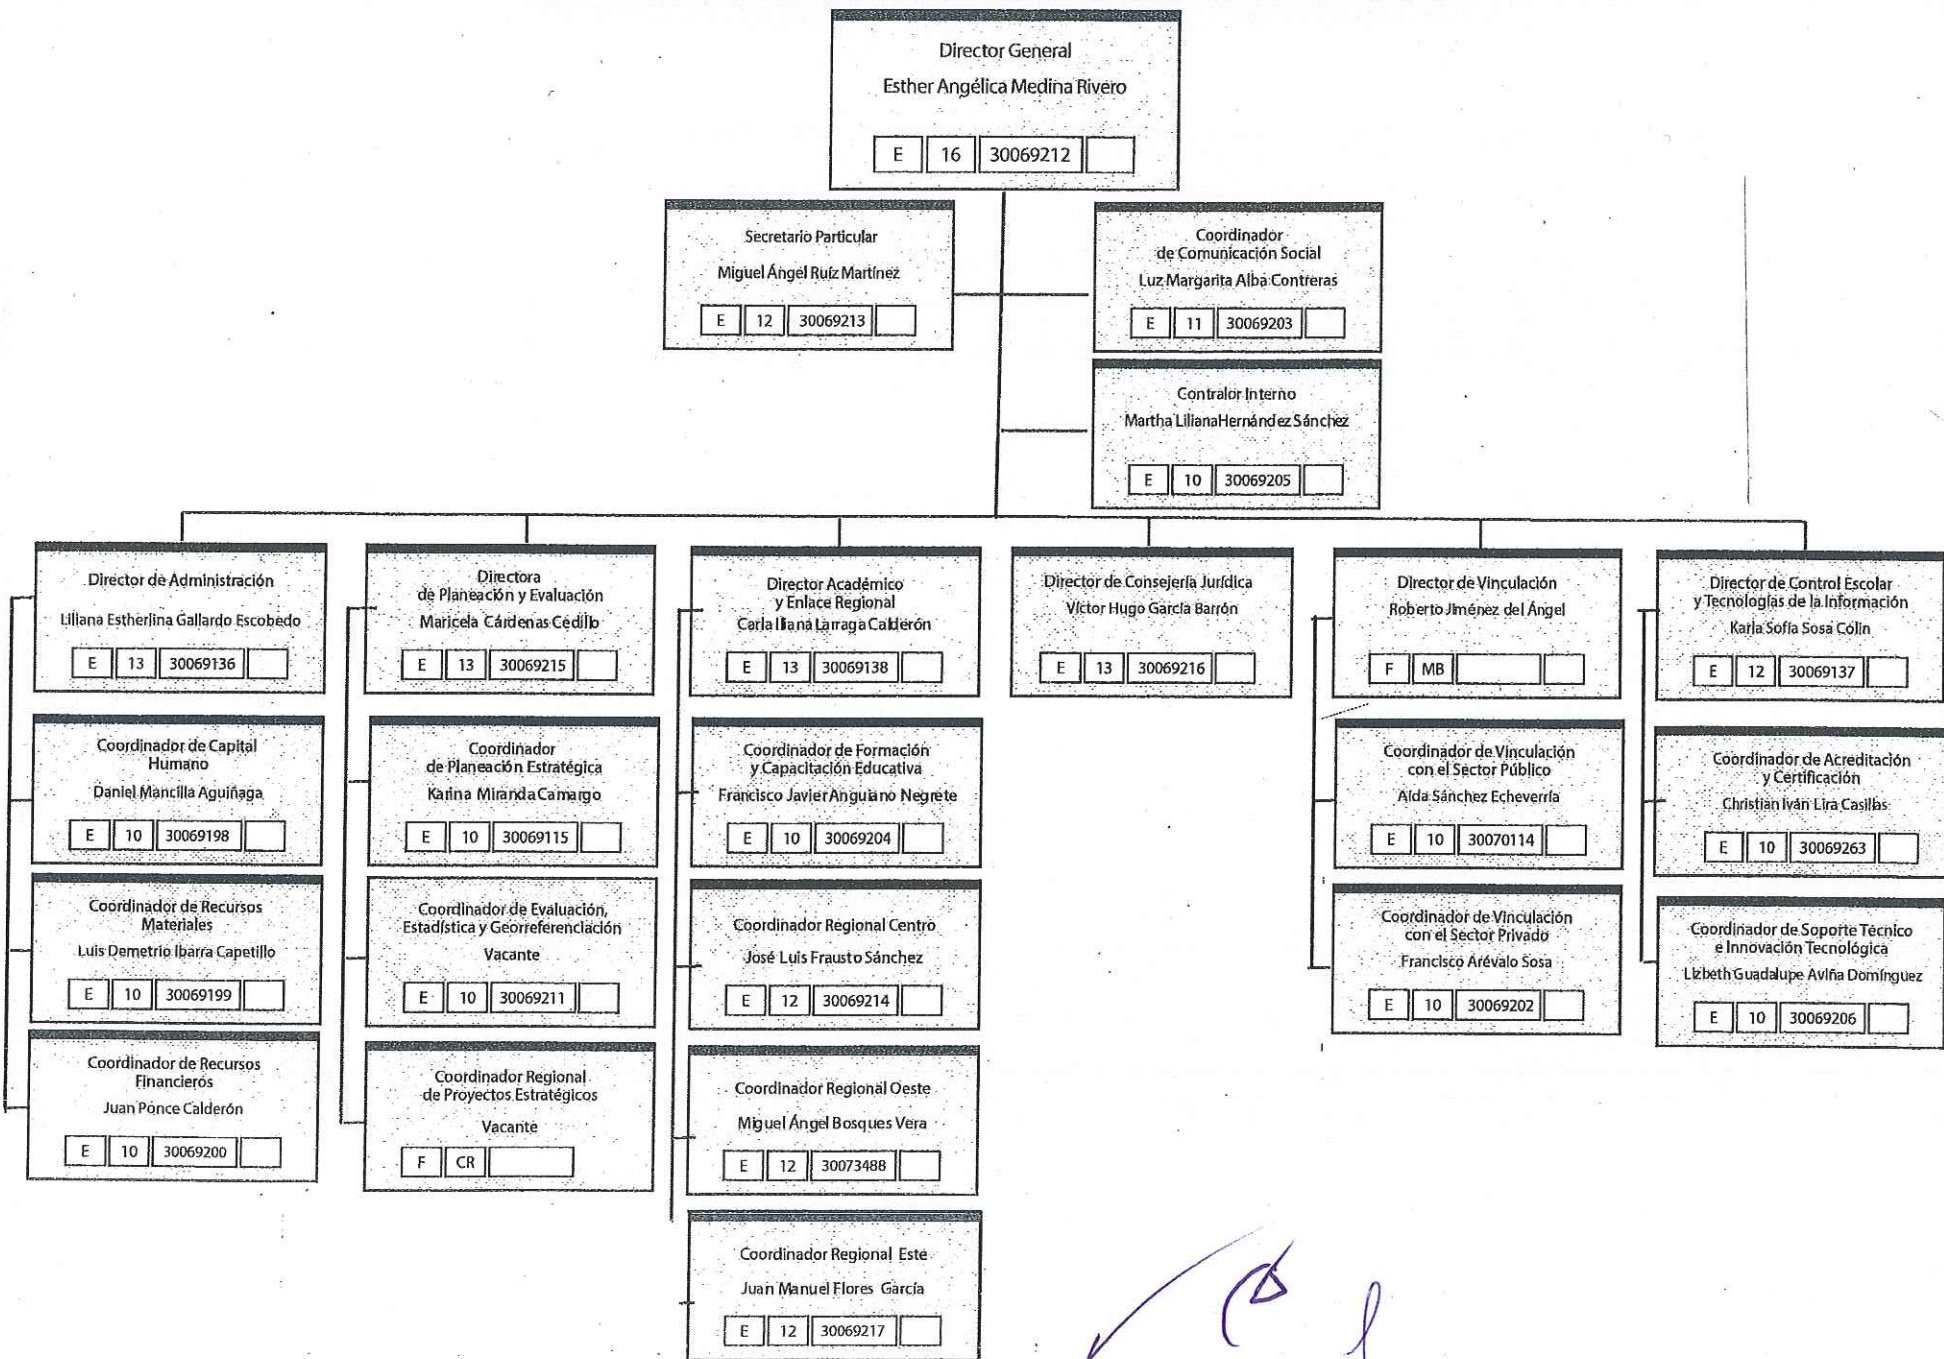 Director General
Esther Angélica Medina Rivero
E 16 30069212
Secretario Particular
Miguel Ángel Ruíz Martínez
E 12 30069213
Coordinador
de Comunicación Social
Luz Margarita Alba Contreras
E 11 30069203
Contralor Interno
Martha LilianaHernández Sánchez
E 10 30069205
Director de Administración
Liliana Estherlina Gallardo Escobedo
E 13 30069136
Coordinador de Capital
Humano
Daniel Mancilla Aguiñaga
E 10 30069198
Coordinador de Recursos
Materiales
Luis Demetrio Ibarra Capetillo
E 10 30069199
Coordinador de Recursos
Financieros
Juan Ponce Calderón
E 10 30069200
Directora
de Planeación y Evaluación
Maricela Cárdenas Cedillo
E 13 30069215
Coordinador
de Planeación Estratégica
Karina Miranda Camargo
E 10 30069115
Coordinador de Evaluación,
Estadística y Georreferenciación
Vacante
E 10 30069211
Coordinador Regional
de Proyectos Estratégicos
Vacante
F CR
Director Académico
y Enlace Regional
Carla Iliana Larraga Calderón
E 13 30069138
Coordinador de Formación
y Capacitación Educativa
Francisco Javier Anguiano Negrete
E 10 30069204
Coordinador Regional Centro
José Luis Frausto Sánchez
E 12 30069214
Coordinador Regional Oeste
Miguel Ángel Bosques Vera
E 12 30073488
Coordinador Regional Este
Juan Manuel Flores García
E 12 30069217
Director de Consejería Jurídica
Víctor Hugo García Barrón
E 13 30069216
Director de Vinculación
Roberto Jiménez del Ángel
F MB
Coordinador de Vinculación
con el Sector Público
Aída Sánchez Echeverría
E 10 30070114
Coordinador de Vinculación
con el Sector Privado
Francisco Arévalo Sosa
E 10 30069202
Director de Control Escolar
y Tecnologías de la Información
Karla Sofía Sosa Colín
E 12 30069137
Coordinador de Acreditación
y Certificación
Christian Iván Lira Casillas
E 10 30069263
Coordinador de Soporte Técnico
e Innovación Tecnológica
Lizbeth Guadalupe Aviña Domínguez
E 10 30069206